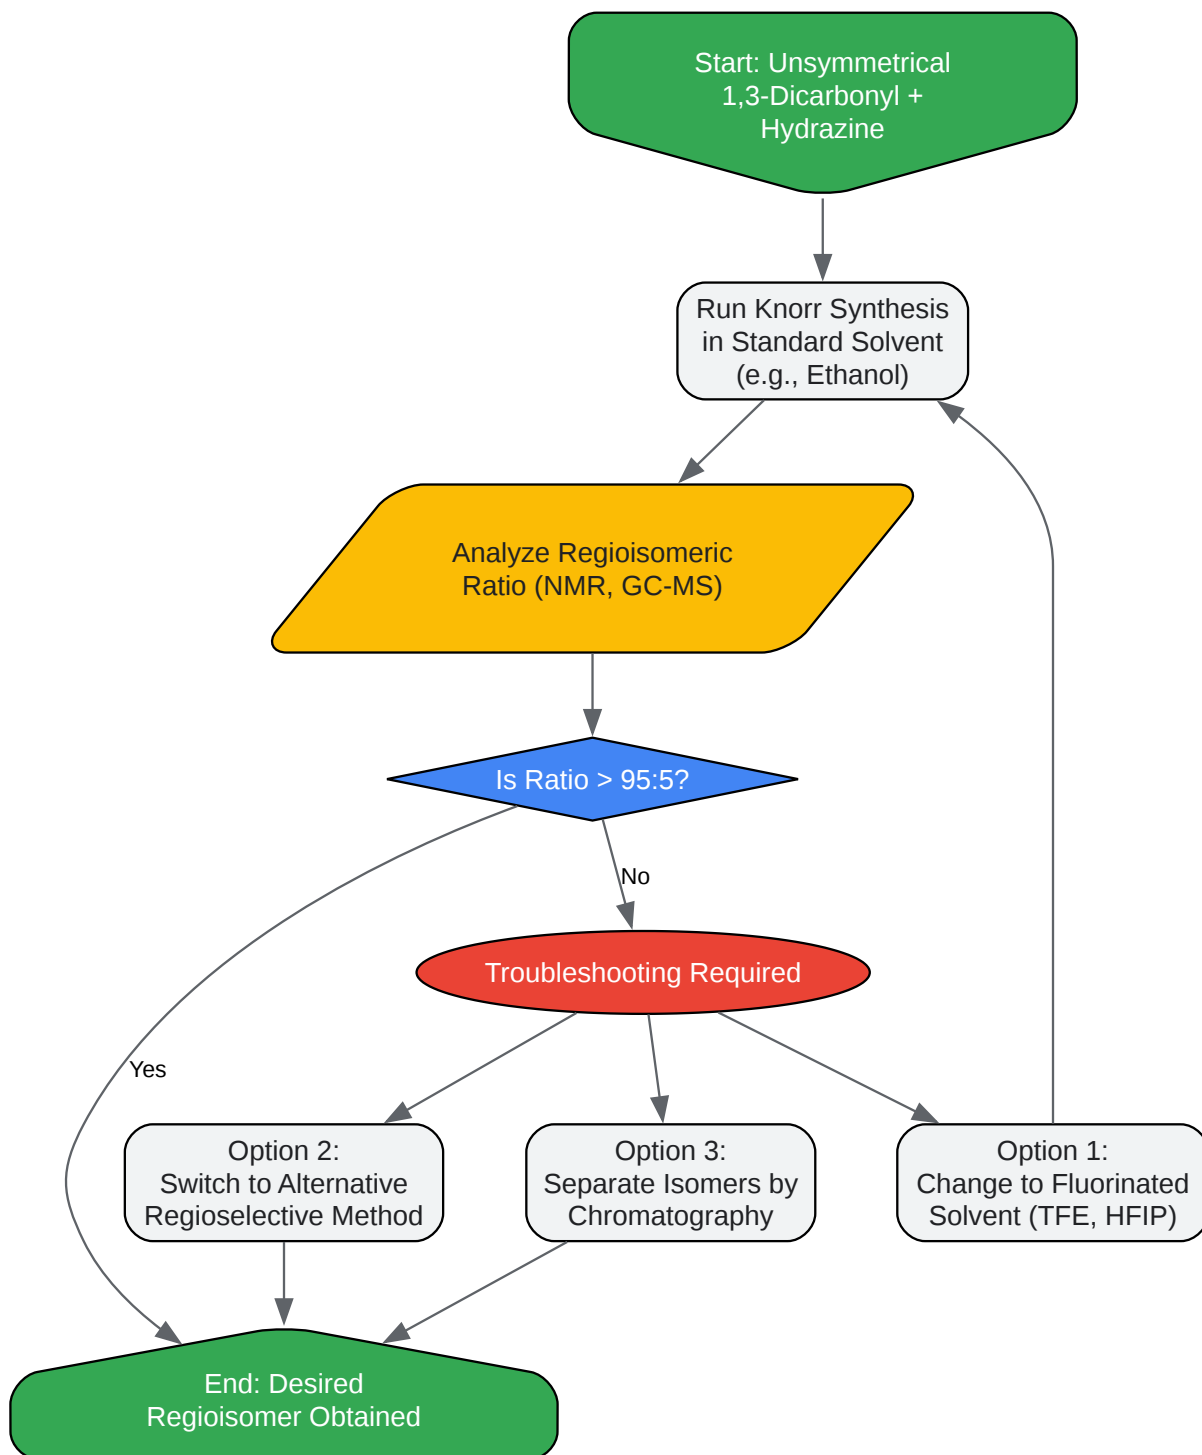 Start: Unsymmetrical
1,3-Dicarbonyl +
Hydrazine
Run Knorr Synthesis
in Standard Solvent
(e.g., Ethanol)
Analyze Regioisomeric
Ratio (NMR, GC-MS)
Is Ratio > 95:5?
No
Troubleshooting Required
Yes
Option 2:
Switch to Alternative
Regioselective Method
Option 3:
Separate Isomers by
Chromatography
Option 1:
Change to Fluorinated
Solvent (TFE, HFIP)
End: Desired
Regioisomer Obtained